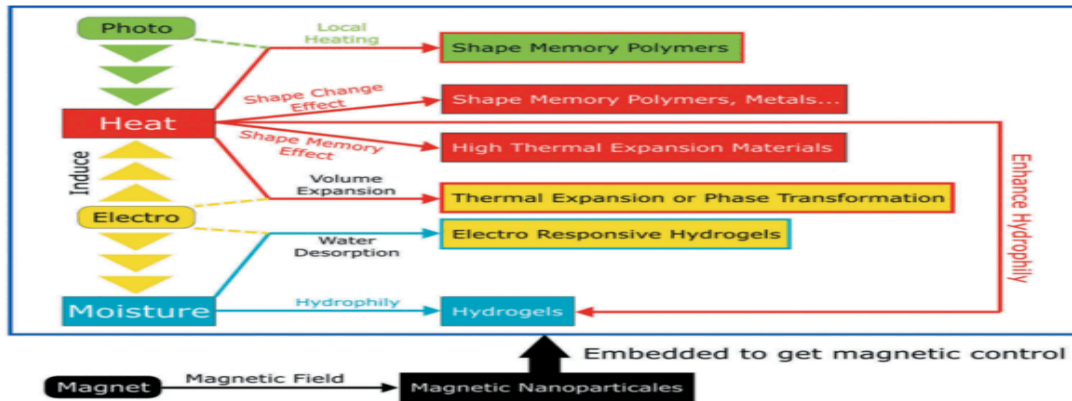 Photo
Local
Heating
Shape Memory Polymers
Shape Change
Effect
Shape Memory Polymers, Metals...
Heat
Shape Memory
Effect
High Thermal Expansion Materials
Induce
Volume
Expansion
Thermal Expansion or Phase Transformation
Electro
Water
Desorption
Electro Responsive Hydrogels
Enhance Hydrophily
Moisture
Hydrophily
Hydrogels
Embedded to get magnetic control
Magnet
Magnetic Field
Magnetic Nanoparticales